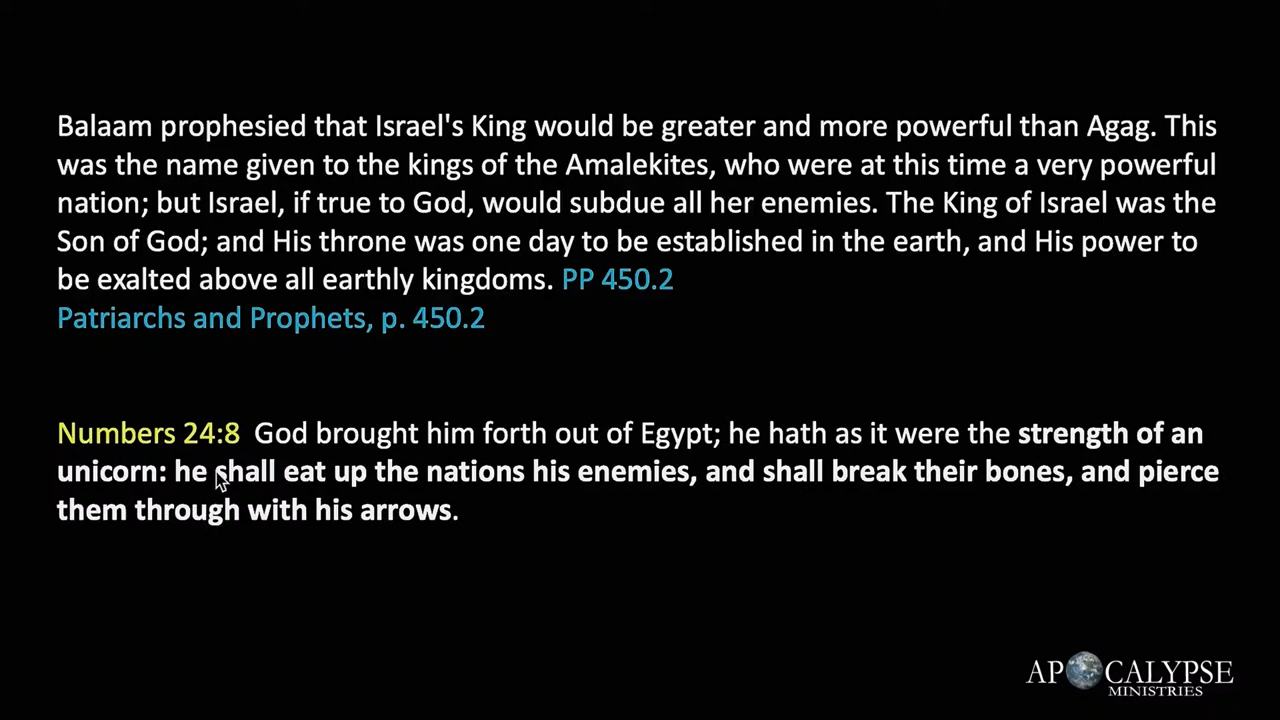 Balaam prophesied that Israel's King would be greater and more powerful than Agag. This
was the name given to the kings of the Amalekites, who were at this time a very powerful
nation; but Israel, if true to God, would subdue all her enemies. The King of Israel was the
Son of God; and His throne was one day to be established in the earth, and His power to
be exalted above all earthly kingdoms. PP 450.2
Patriarchs and Prophets, p. 450.2
Numbers 24:8 God brought him forth out of Egypt; he hath as it were the strength of an
unicorn: he shall eat up the nations his enemies, and shall break their bones, and pierce
them through with his arrows.
APOCALYPSE
MINISTRIES